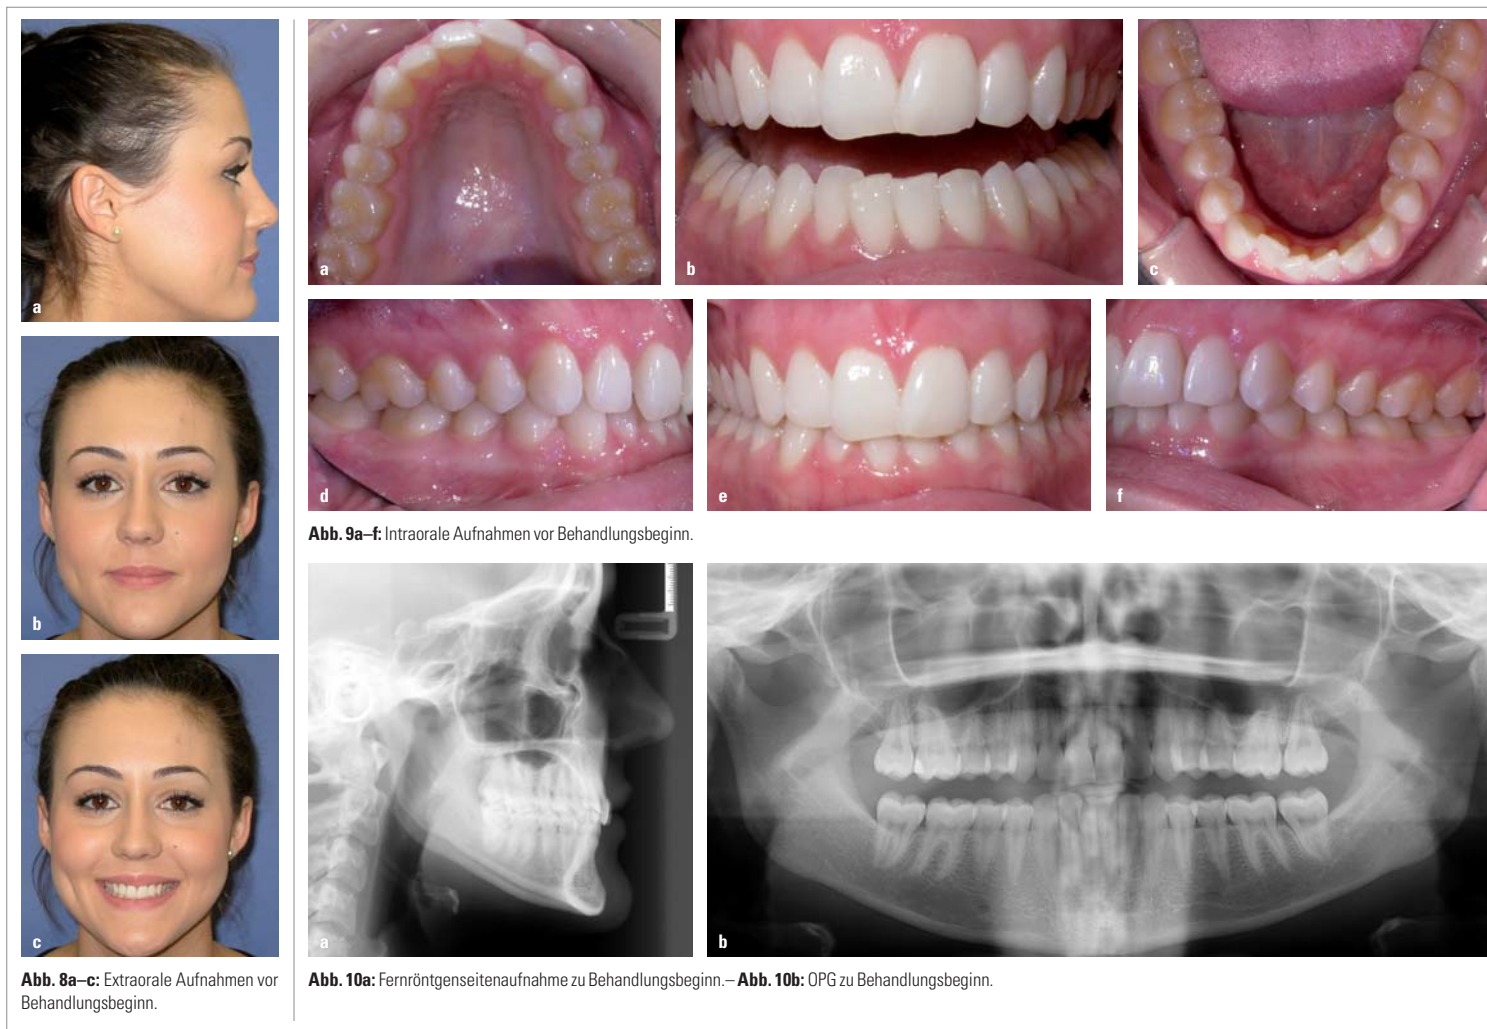 a
b
c
Abb. 8a–c: Extraorale Aufnahmen vor
Behandlungsbeginn.
a
b
c
d
e
f
Abb. 9a–f: Intraorale Aufnahmen vor Behandlungsbeginn.
a
b
Abb. 10a: Fernröntgenseitenaufnahme zu Behandlungsbeginn.– Abb. 10b: OPG zu Behandlungsbeginn.